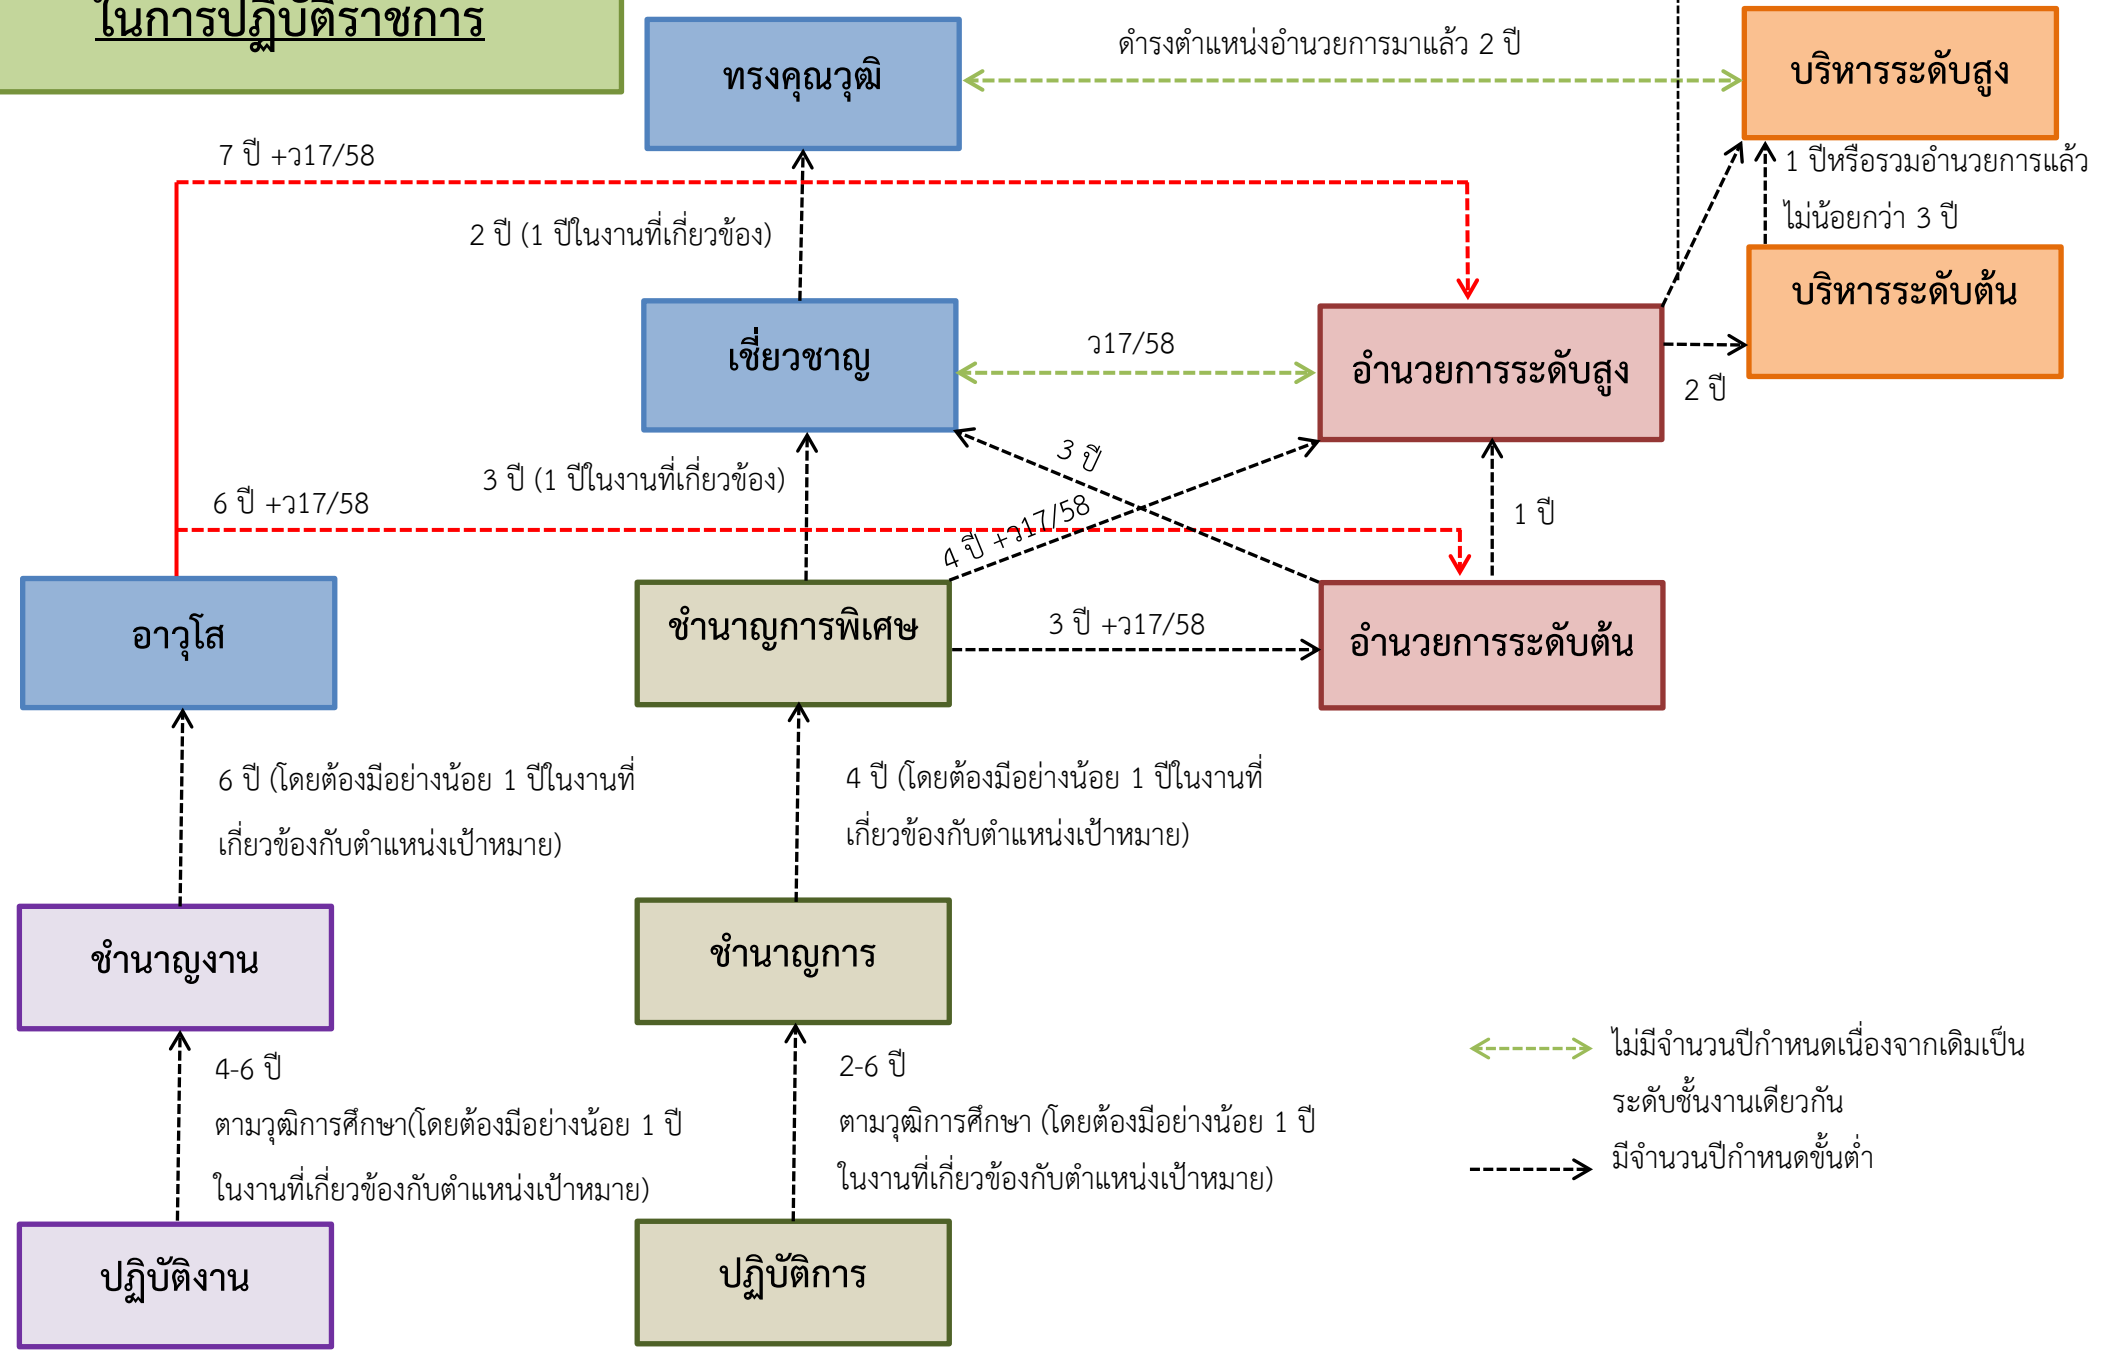 ในการปฏิบัติราชการ
ทรงคุณวุฒิ
ดำรงตำแหน่งอำนวยการมาแล้ว 2 ปี
บริหารระดับสูง
7 ปี +ว17/58
1 ปีหรือรวมอำนวยการแล้ว
ไม่น้อยกว่า 3 ปี
2 ปี (1 ปีในงานที่เกี่ยวข้อง)
บริหารระดับต้น
เชี่ยวชาญ
ว17/58
อำนวยการระดับสูง
2 ปี
3 ปี (1 ปีในงานที่เกี่ยวข้อง)
3 ปี
6 ปี +ว17/58
4 ปี +ว17/58
1 ปี
อาวุโส
ชำนาญการพิเศษ
3 ปี +ว17/58
อำนวยการระดับต้น
6 ปี (โดยต้องมีอย่างน้อย 1 ปีในงานที่
เกี่ยวข้องกับตำแหน่งเป้าหมาย)
4 ปี (โดยต้องมีอย่างน้อย 1 ปีในงานที่
เกี่ยวข้องกับตำแหน่งเป้าหมาย)
ชำนาญงาน
ชำนาญการ
4-6 ปี
ตามวุฒิการศึกษา(โดยต้องมีอย่างน้อย 1 ปี
ในงานที่เกี่ยวข้องกับตำแหน่งเป้าหมาย)
2-6 ปี
ตามวุฒิการศึกษา (โดยต้องมีอย่างน้อย 1 ปี
ในงานที่เกี่ยวข้องกับตำแหน่งเป้าหมาย)
ไม่มีจำนวนปีกำหนดเนื่องจากเดิมเป็น
ระดับชั้นงานเดียวกัน
มีจำนวนปีกำหนดขั้นต่ำ
ปฏิบัติงาน
ปฏิบัติการ